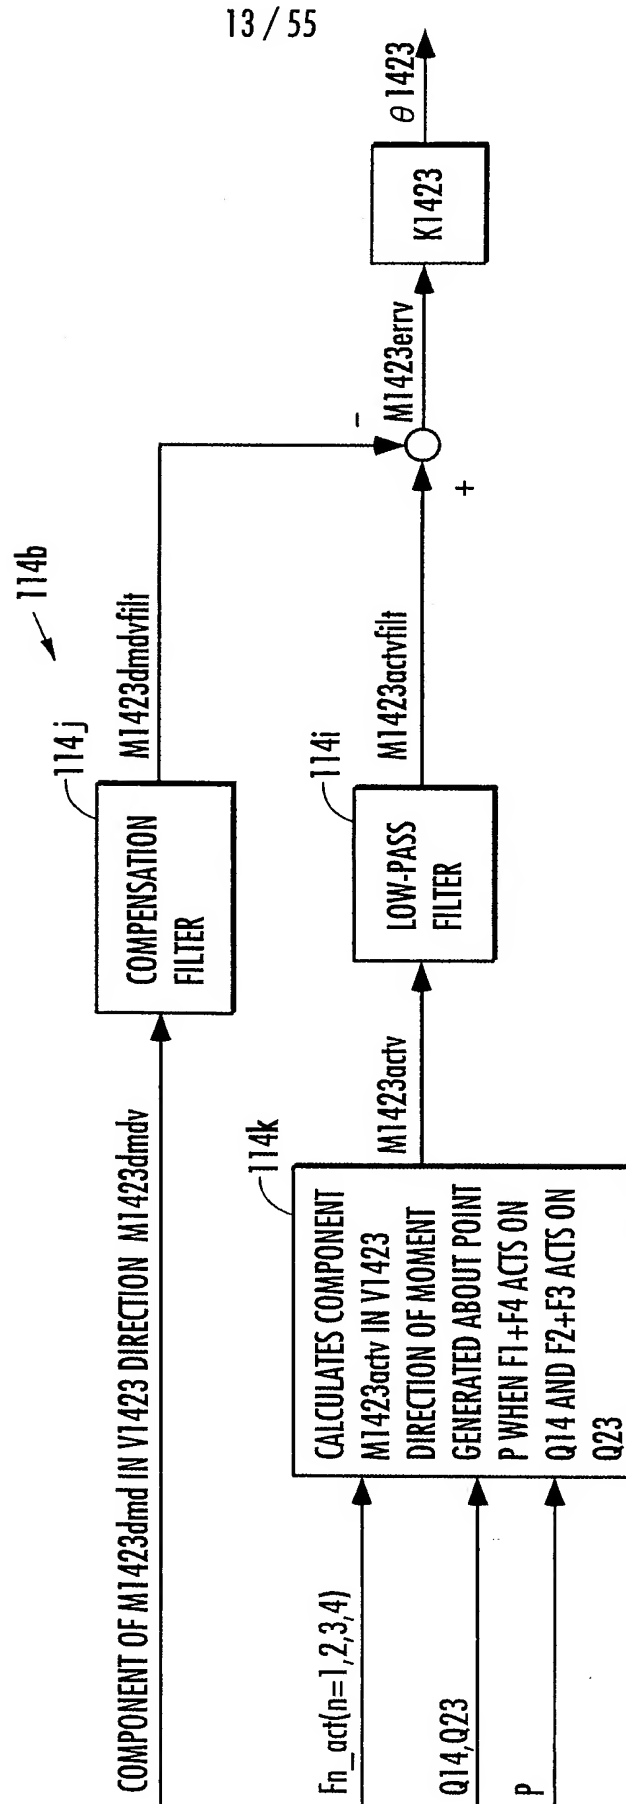 13 / 55
114b
COMPONENT OF M1423dmd IN V1423 DIRECTION M1423dmdv
114j
COMPENSATION
FILTER
M1423dmdvfilt
Fn_act(n=1,2,3,4)
Q14,Q23
P
114k
CALCULATES COMPONENT
M1423actv IN V1423
DIRECTION OF MOMENT
GENERATED ABOUT POINT
P WHEN F1+F4 ACTS ON
Q14 AND F2+F3 ACTS ON
Q23
M1423actv
114i
LOW-PASS
FILTER
M1423actvfilt
-
+
M1423errv
K1423
θ1423